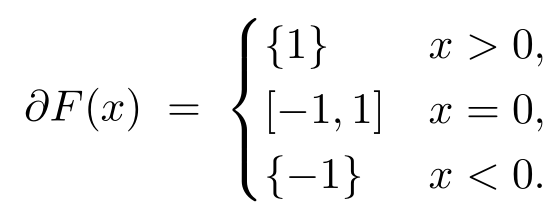 {1} x > 0,
∂F(x) = { [−1, 1] x = 0,
{−1} x < 0.